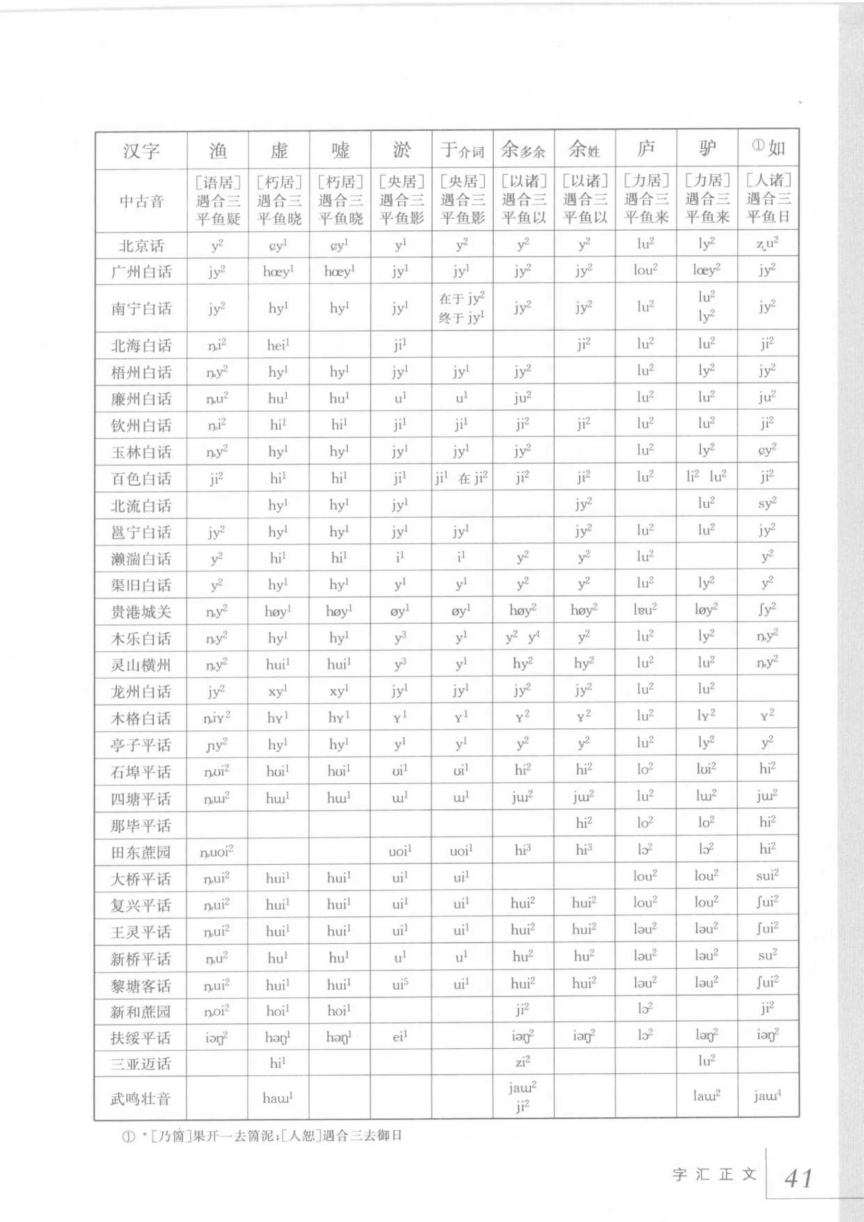 汉字 渔 虚 嘘 淤 于介词 余多余 余姓 庐 驴 ①如
中古音 [语居]遇合三平鱼疑 [朽居]遇合三平鱼晓 [朽居]遇合三平鱼晓 [央居]遇合三平鱼影 [央居]遇合三平鱼影 [以诸]遇合三平鱼以 [以诸]遇合三平鱼以 [力居]遇合三平鱼来 [力居]遇合三平鱼来 [人诸]遇合三平鱼日
北京话 y² ɕy¹ ɕy¹ y¹ y² y² y² lu² ly² ʐu²
广州白话 jy² hœy¹ hœy¹ jy¹ jy¹ jy² jy² lou² lœy² jy²
南宁白话 jy² hy¹ hy¹ jy¹ 在于 jy² 终于 jy¹ jy² jy² lu² lu² ly² jy²
北海白话 ȵi² hei¹ ji¹ ji² lu² lu² ji²
梧州白话 ȵy² hy¹ hy¹ jy¹ jy¹ jy² lu² ly² jy²
廉州白话 ȵu² hu¹ hu¹ u¹ u¹ ju² lu² lu² ju²
钦州白话 ȵi² hi¹ hi¹ ji¹ ji¹ ji² ji² lu² lu² ji²
玉林白话 ȵy² hy¹ hy¹ jy¹ jy¹ jy² lu² ly² ɕy²
百色白话 ji² hi¹ hi¹ ji¹ ji¹ 在 ji² ji² ji² lu² li² lu² ji²
北流白话 hy¹ hy¹ jy¹ jy² lu² sy²
邕宁白话 jy² hy¹ hy¹ jy¹ jy¹ jy² lu² lu² jy²
濑湍白话 y² hi¹ hi¹ i¹ i¹ y² y² lu² y²
渠旧白话 y² hy¹ hy¹ y¹ y¹ y² y² lu² ly² y²
贵港城关 ȵy² høy¹ høy¹ øy¹ øy¹ høy² høy² lɐu² løy² ʃy²
木乐白话 ȵy² hy¹ hy¹ y³ y¹ y² y⁴ y² lu² ly² ȵy²
灵山横州 ȵy² hui¹ hui¹ y³ y¹ hy² hy² lu² lu² ȵy²
龙州白话 jy² xy¹ xy¹ jy¹ jy¹ jy² jy² lu² lu²
木格白话 ȵiʏ² hʏ¹ hʏ¹ ʏ¹ ʏ¹ ʏ² ʏ² lu² lʏ² ʏ²
亭子平话 ɲy² hy¹ hy¹ y¹ y¹ y² y² lu² ly² y²
石埠平话 ȵʋi² hʋi¹ hʋi¹ ʋi¹ ʋi¹ hi² hi² lo² lʋi² hi²
四塘平话 ȵɯ² hɯ¹ hɯ¹ ɯ¹ ɯ¹ jɯ² jɯ² lu² lɯ² jɯ²
那毕平话 hi² lo² lo² hi²
田东蔗园 ȵuoi² uoi¹ uoi¹ hi³ hi³ lɔ² lɔ² hi²
大桥平话 ȵui² hui¹ hui¹ ui¹ ui¹ lou² lou² sui²
复兴平话 ȵui² hui¹ hui¹ ui¹ ui¹ hui² hui² lou² lou² ʃui²
王灵平话 ȵui² hui¹ hui¹ ui¹ ui¹ hui² hui² ləu² ləu² ʃui²
新桥平话 ȵu² hu¹ hu¹ u¹ u¹ hu² hu² ləu² ləu² su²
黎塘客话 ȵui² hui¹ hui¹ ui⁵ ui¹ hui² hui² ləu² ləu² ʃui²
新和蔗园 ȵoi² hoi¹ hoi¹ ji² lɔ² ji²
扶绥平话 iəŋ² həŋ¹ həŋ¹ ei¹ iəŋ² iəŋ² lɔ² ləŋ² iəŋ²
三亚迈话 hi¹ zi² lu²
武鸣壮音 haɯ¹ jaɯ² ji² laɯ² jaɯ⁴
① *[乃箇]果开一去箇泥;[人恕]遇合三去御日
字汇正文 41